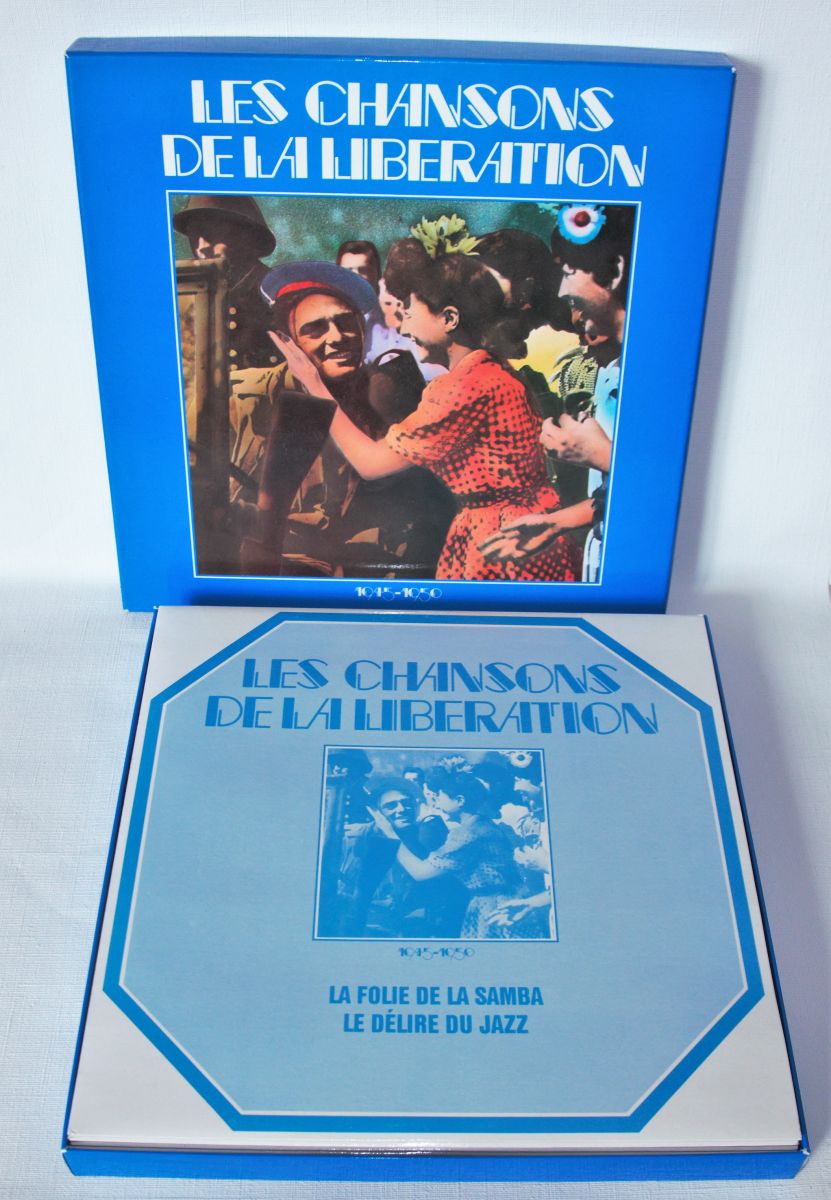 LES CHANSONS
DE LA LIBERATION
1945-1950
LES CHANSONS
DE LA LIBERATION
1945-1950
LA FOLIE DE LA SAMBA
LE DÉLIRE DU JAZZ